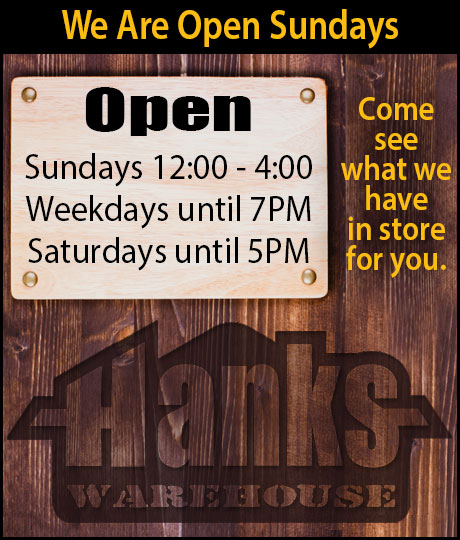 We Are Open Sundays
Open
Sundays 12:00 - 4:00
Weekdays until 7PM
Saturdays until 5PM
Come
see
what we
have
in store
for you.
Hanks
WAREHOUSE